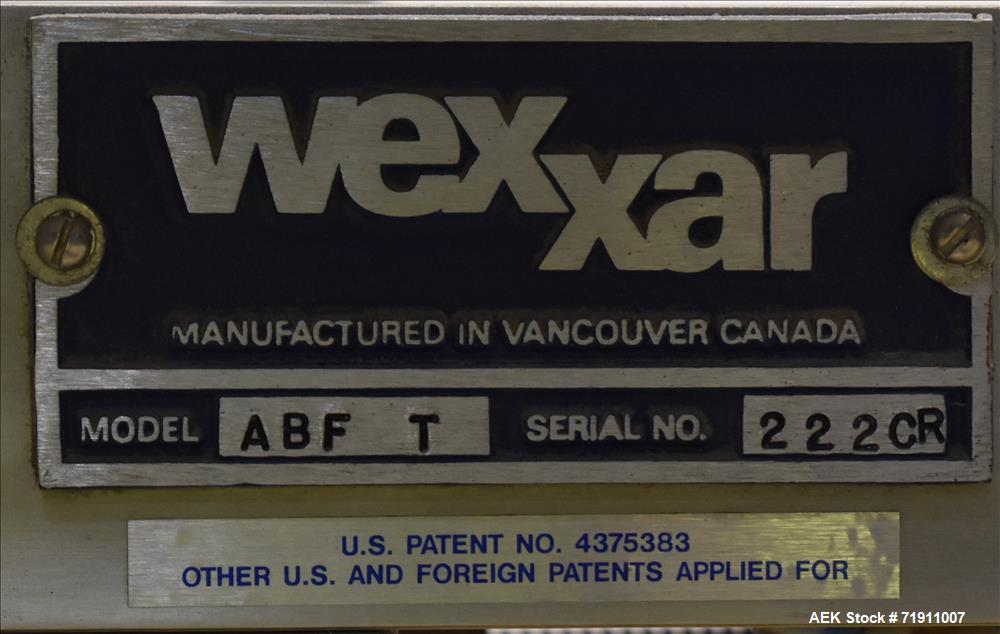 wexxar
MANUFACTURED IN VANCOUVER CANADA
MODEL ABF T SERIAL NO. 222CR
U.S. PATENT NO. 4375383
OTHER U.S. AND FOREIGN PATENTS APPLIED FOR
AEK Stock # 71911007